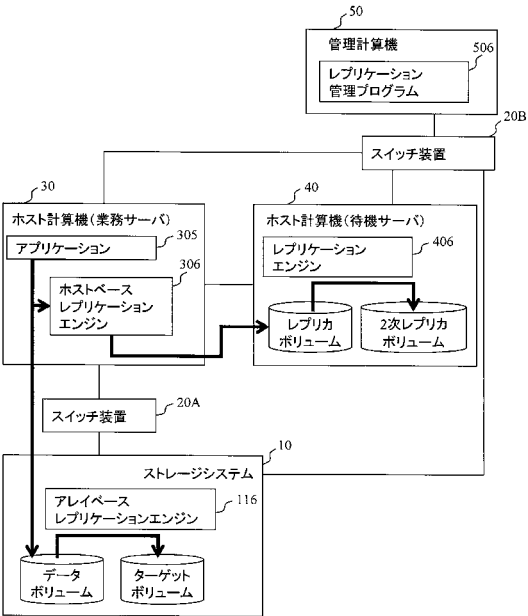 50
管理計算機
レプリケーション
管理プログラム
506
20B
スイッチ装置
30
ホスト計算機(業務サーバ)
アプリケーション
305
306
ホストベース
レプリケーション
エンジン
40
ホスト計算機(待機サーバ)
レプリケーション
エンジン
406
レプリカ
ボリューム
2次レプリカ
ボリューム
スイッチ装置
20A
10
ストレージシステム
アレイベース
レプリケーションエンジン
116
データ
ボリューム
ターゲット
ボリューム